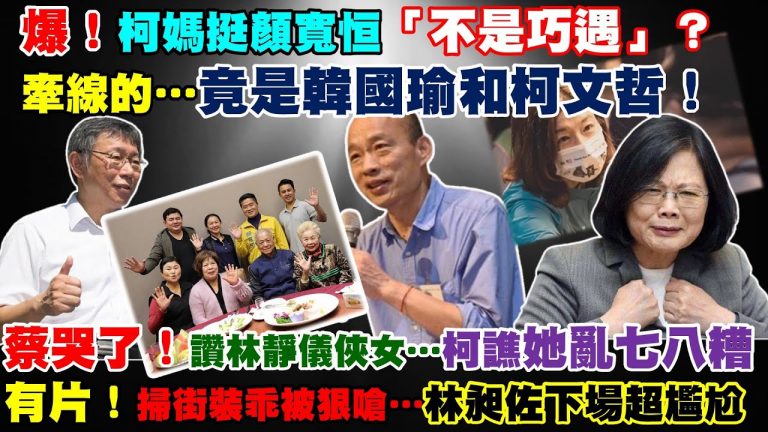 爆！柯媽挺顏寬恒「不是巧遇」？
牽線的…竟是韓國瑜和柯文哲！
蔡哭了！讚林靜儀俠女…柯譙她亂七八糟
有片！掃街裝乖被狠嗆…林昶佐下場超尷尬